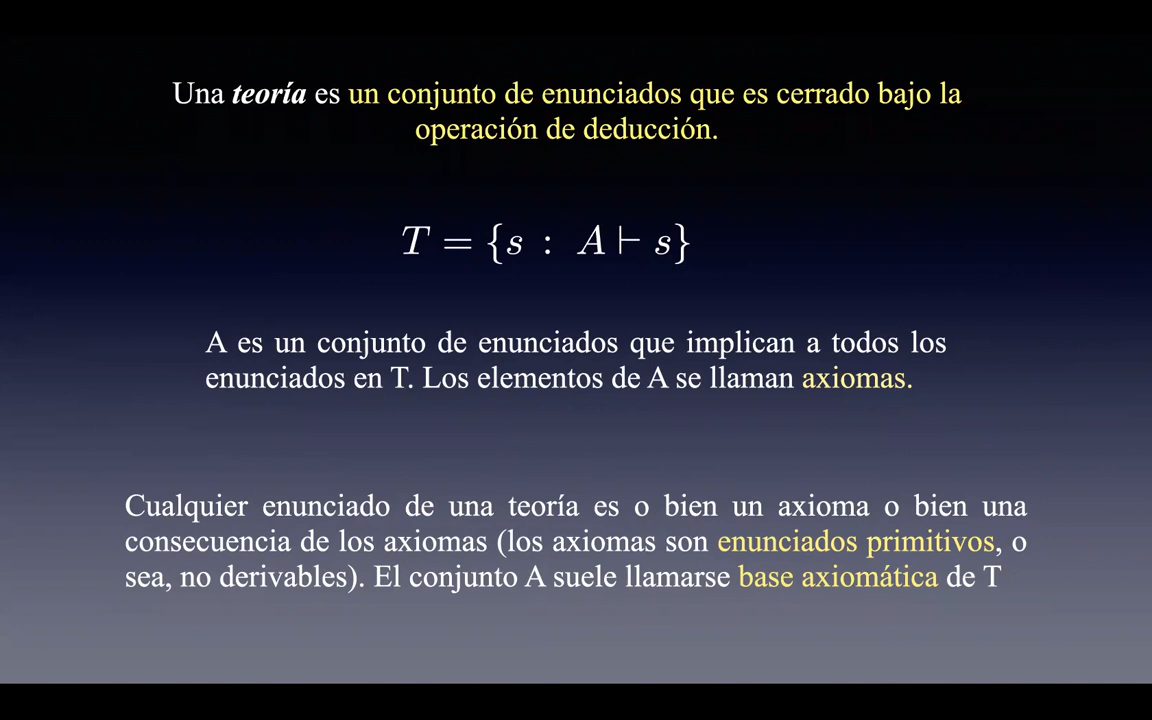 Una teoría es un conjunto de enunciados que es cerrado bajo la
operación de deducción.
T = {s : A ⊢ s}
A es un conjunto de enunciados que implican a todos los
enunciados en T. Los elementos de A se llaman axiomas.
Cualquier enunciado de una teoría es o bien un axioma o bien una
consecuencia de los axiomas (los axiomas son enunciados primitivos, o
sea, no derivables). El conjunto A suele llamarse base axiomática de T